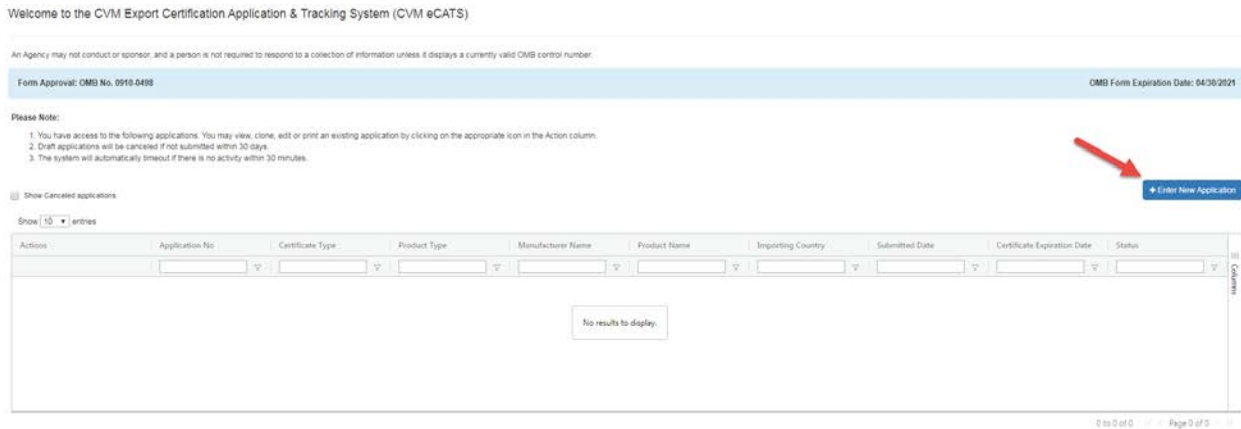 Welcome to the CVM Export Certification Application & Tracking System (CVM eCATS)
An Agency may not conduct or sponsor, and a person is not required to respond to a collection of information unless it displays a currently valid OMB control number.
Form Approval: OMB No. 0910-0498 OMB Form Expiration Date: 04/30/2021
Please Note:
1. You have access to the following applications. You may view, clone, edit or print an existing application by clicking on the appropriate icon in the Action column.
2. Draft applications will be canceled if not submitted within 30 days.
3. The system will automatically timeout if there is no activity within 30 minutes.
+ Enter New Application
Show Canceled applications.
Show 10 entries
Actions Application No Certificate Type Product Type Manufacturer Name Product Name Importing Country Submitted Date Certificate Expiration Date Status
Columns
No results to display.
0 to 0 of 0 Page 0 of 0